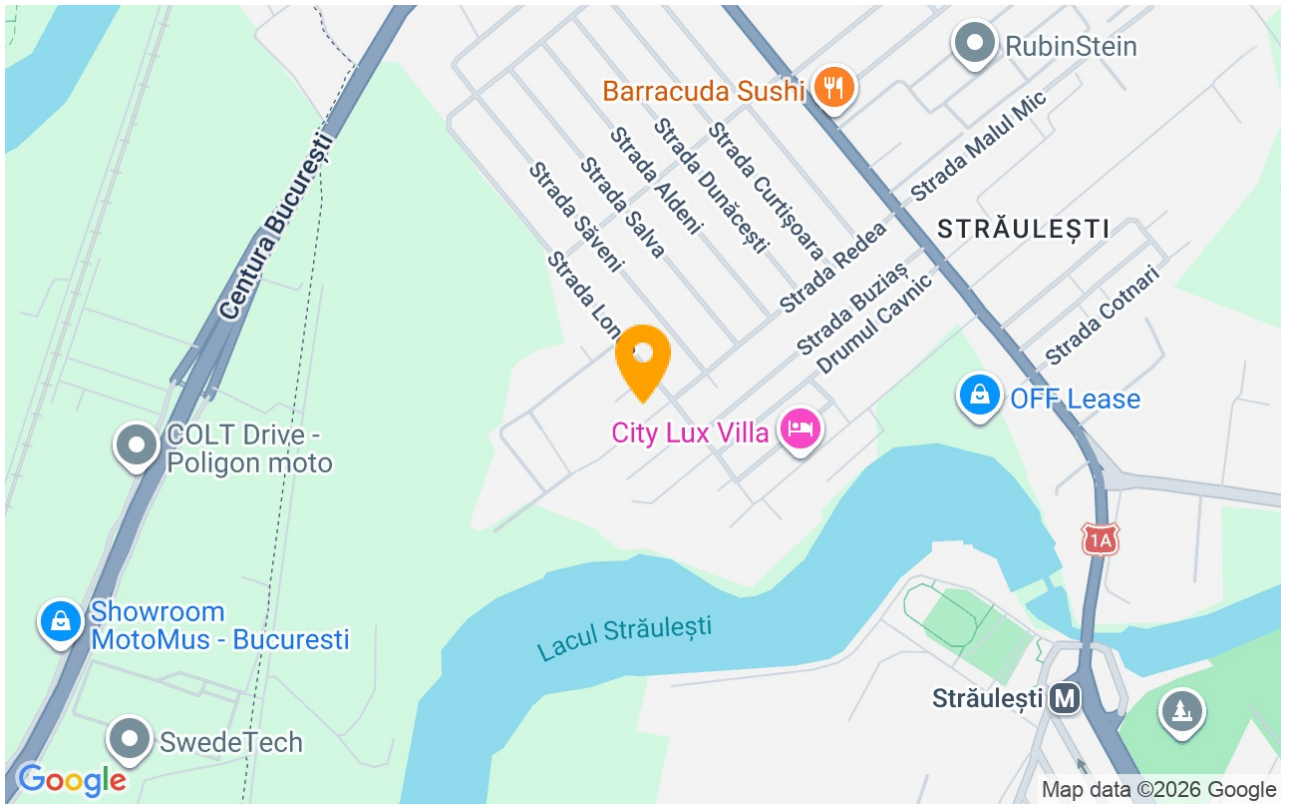 RubinStein
Barracuda Sushi
Strada Malul Mic
Centura București
Strada Curtișoara
Strada Dunăcești
Strada Aldeni
Strada Salva
Strada Săveni
STRĂULEȘTI
Strada Redea
Strada Buziaș
Drumul Cavnic
Strada Cotnari
Strada
OFF Lease
City Lux Villa
COLT Drive -
Poligon moto
1A
Showroom
MotoMus - Bucuresti
Lacul Străulești
Străulești M
SwedeTech
Google
Map data ©2026 Google